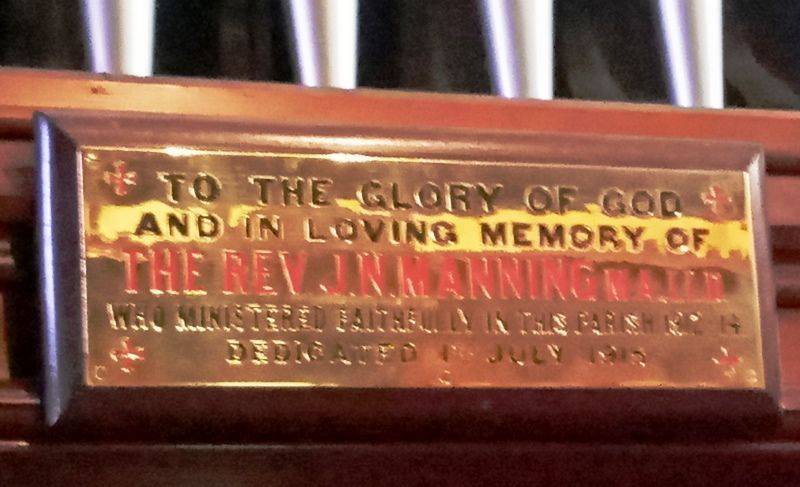 TO THE GLORY OF GOD
AND IN LOVING MEMORY OF
THE REV. J.N. MANNING M.A. LL.D.
WHO MINISTERED FAITHFULLY IN THIS PARISH
DEDICATED JULY